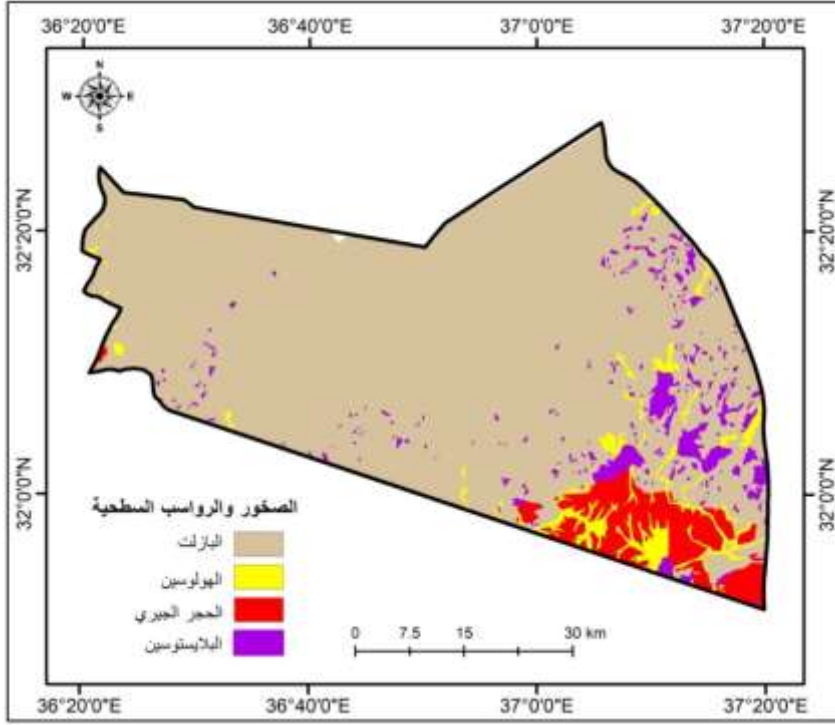 36°20'0"E 36°40'0"E 37°0'0"E 37°20'0"E
N
W E
S
32°20'0"N 32°20'0"N
32°0'0"N 32°0'0"N
الصخور والرواسب السطحية
البازلت
الهولوسين
الحجر الجيري
البلايستوسين
0 7.5 15 30 km
36°20'0"E 36°40'0"E 37°0'0"E 37°20'0"E